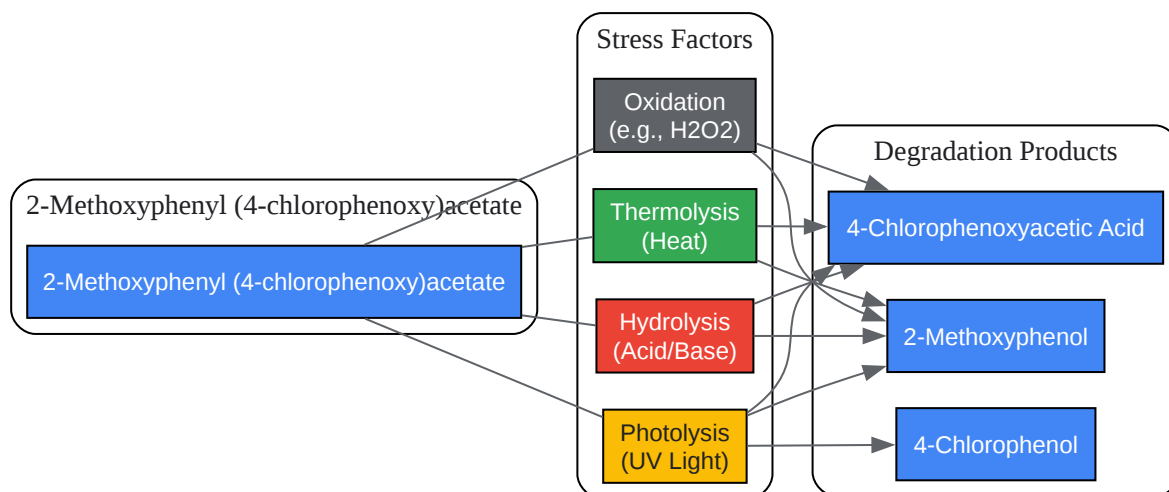 2-Methoxyphenyl (4-chlorophenoxy)acetate
2-Methoxyphenyl (4-chlorophenoxy)acetate
Stress Factors
Oxidation
(e.g., H2O2)
Thermolysis
(Heat)
Hydrolysis
(Acid/Base)
Photolysis
(UV Light)
Degradation Products
4-Chlorophenoxyacetic Acid
2-Methoxyphenol
4-Chlorophenol